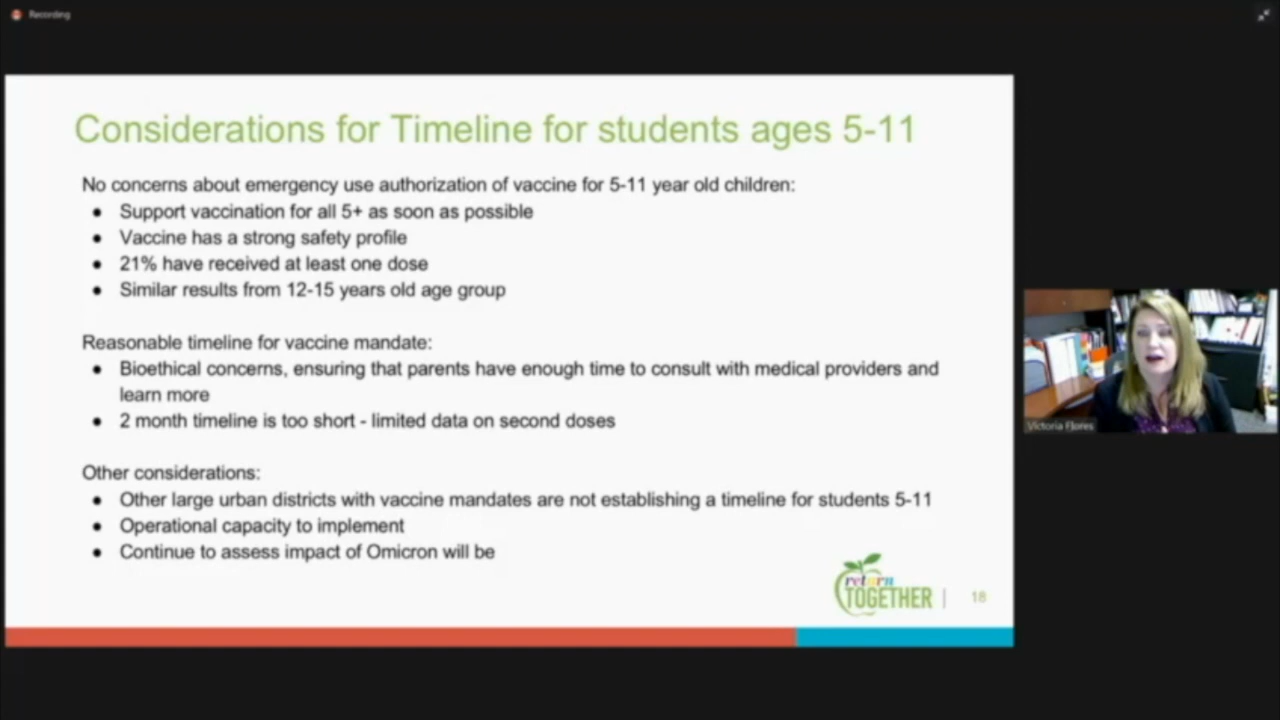 Recording
Considerations for Timeline for students ages 5-11
No concerns about emergency use authorization of vaccine for 5-11 year old children:
● Support vaccination for all 5+ as soon as possible
● Vaccine has a strong safety profile
● 21% have received at least one dose
● Similar results from 12-15 years old age group
Reasonable timeline for vaccine mandate:
● Bioethical concerns, ensuring that parents have enough time to consult with medical providers and
learn more
● 2 month timeline is too short - limited data on second doses
Other considerations:
● Other large urban districts with vaccine mandates are not establishing a timeline for students 5-11
● Operational capacity to implement
● Continue to assess impact of Omicron will be
return
TOGETHER | 18
Victoria Flores